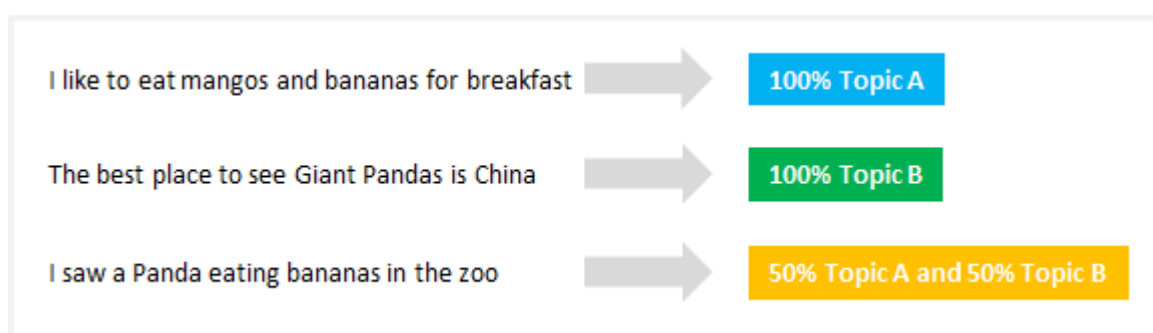 I like to eat mangos and bananas for breakfast
100% Topic A
The best place to see Giant Pandas is China
100% Topic B
I saw a Panda eating bananas in the zoo
50% Topic A and 50% Topic B